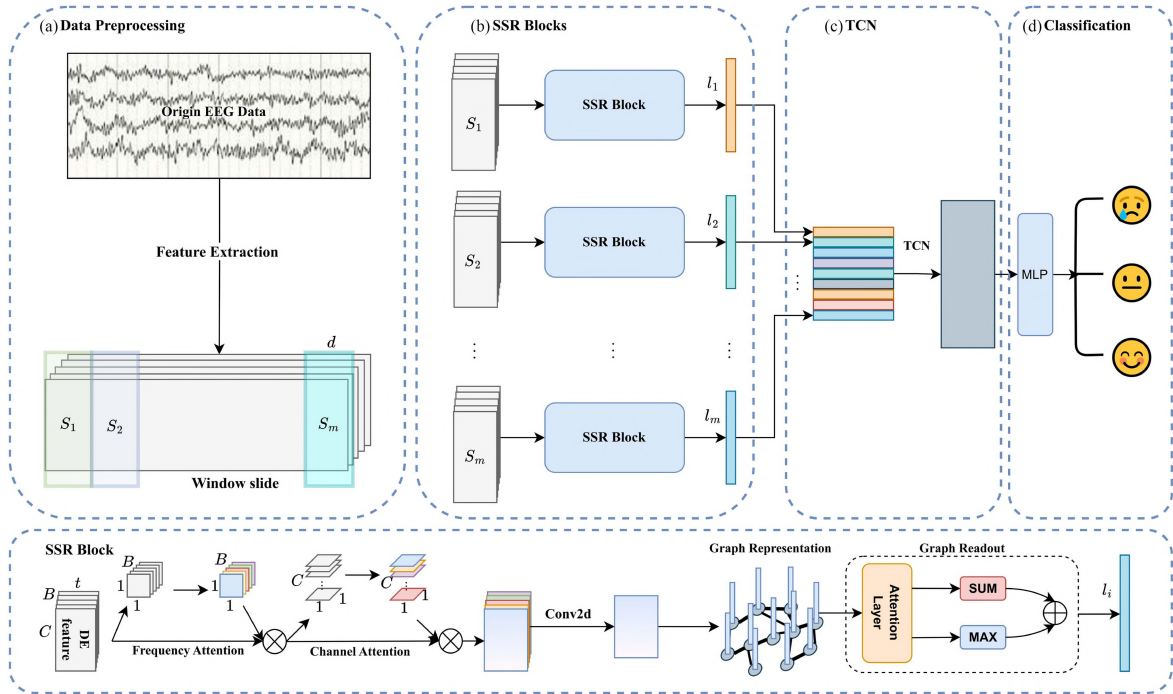 (a) Data Preprocessing
Origin EEG Data
Feature Extraction
d
S₁
S₂
Sₘ
Window slide
(b) SSR Blocks
S₁
SSR Block
l₁
S₂
SSR Block
l₂
⋮
⋮
⋮
Sₘ
SSR Block
lₘ
(c) TCN
⋮
TCN
(d) Classification
MLP
SSR Block
B
t
C
DE feature
B
1
1
B
1
1
Frequency Attention
C
⋮
1
1
C
⋮
1
1
Channel Attention
Conv2d
Graph Representation
Graph Readout
Attention Layer
SUM
MAX
lᵢ